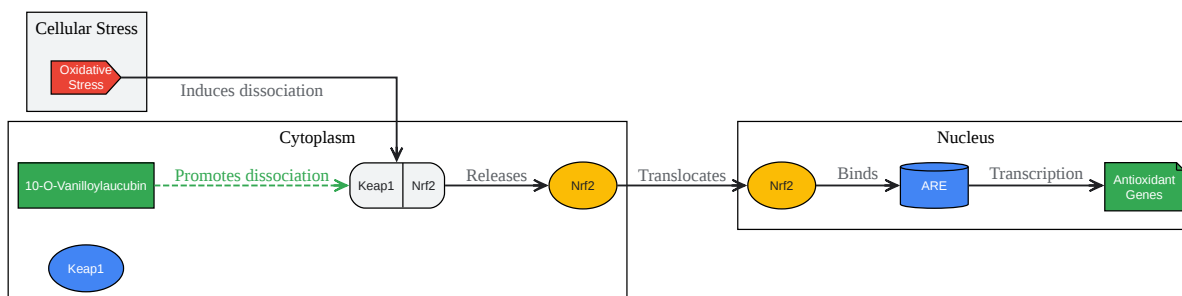 Cellular Stress
Oxidative
Stress
Induces dissociation
Cytoplasm
Nucleus
10-O-Vanilloylaucubin
Promotes dissociation
Keap1
Nrf2
Releases
Nrf2
Translocates
Nrf2
Binds
ARE
Transcription
Antioxidant
Genes
Keap1